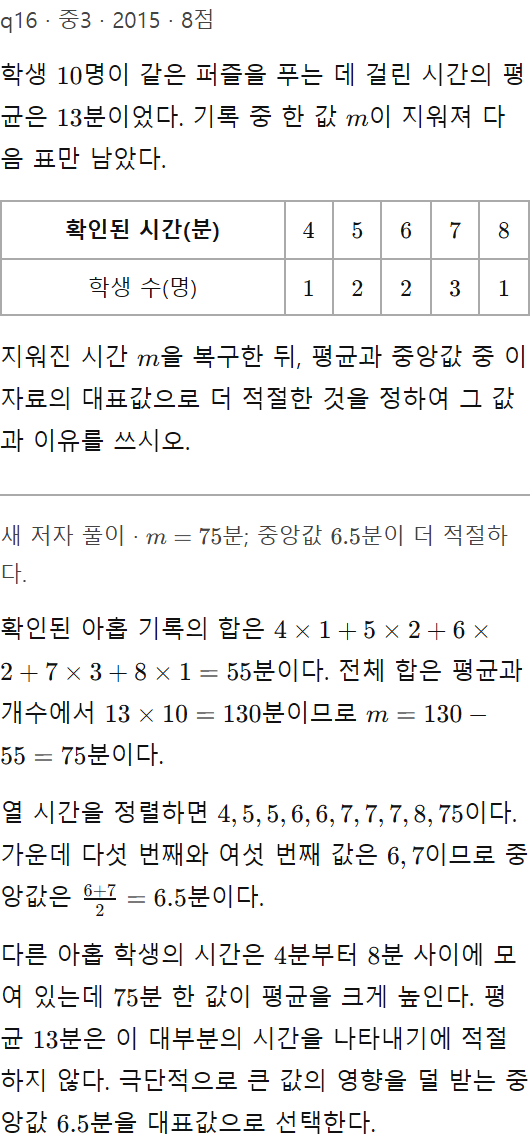 q16 · 중3 · 2015 · 8점
학생 10명이 같은 퍼즐을 푸는 데 걸린 시간의 평
균은 13분이었다. 기록 중 한 값 m이 지워져 다
음 표만 남았다.
확인된 시간(분) 4 5 6 7 8
학생 수(명) 1 2 2 3 1
지워진 시간 m을 복구한 뒤, 평균과 중앙값 중 이
자료의 대표값으로 더 적절한 것을 정하여 그 값
과 이유를 쓰시오.
새 저자 풀이 · m = 75분; 중앙값 6.5분이 더 적절하
다.
확인된 아홉 기록의 합은 4 × 1 + 5 × 2 + 6 ×
2 + 7 × 3 + 8 × 1 = 55분이다. 전체 합은 평균과
개수에서 13 × 10 = 130분이므로 m = 130 −
55 = 75분이다.
열 시간을 정렬하면 4, 5, 5, 6, 6, 7, 7, 7, 8, 75이다.
가운데 다섯 번째와 여섯 번째 값은 6, 7이므로 중
앙값은 \frac{6+7}{2} = 6.5분이다.
다른 아홉 학생의 시간은 4분부터 8분 사이에 모
여 있는데 75분 한 값이 평균을 크게 높인다. 평
균 13분은 이 대부분의 시간을 나타내기에 적절
하지 않다. 극단적으로 큰 값의 영향을 덜 받는 중
앙값 6.5분을 대표값으로 선택한다.